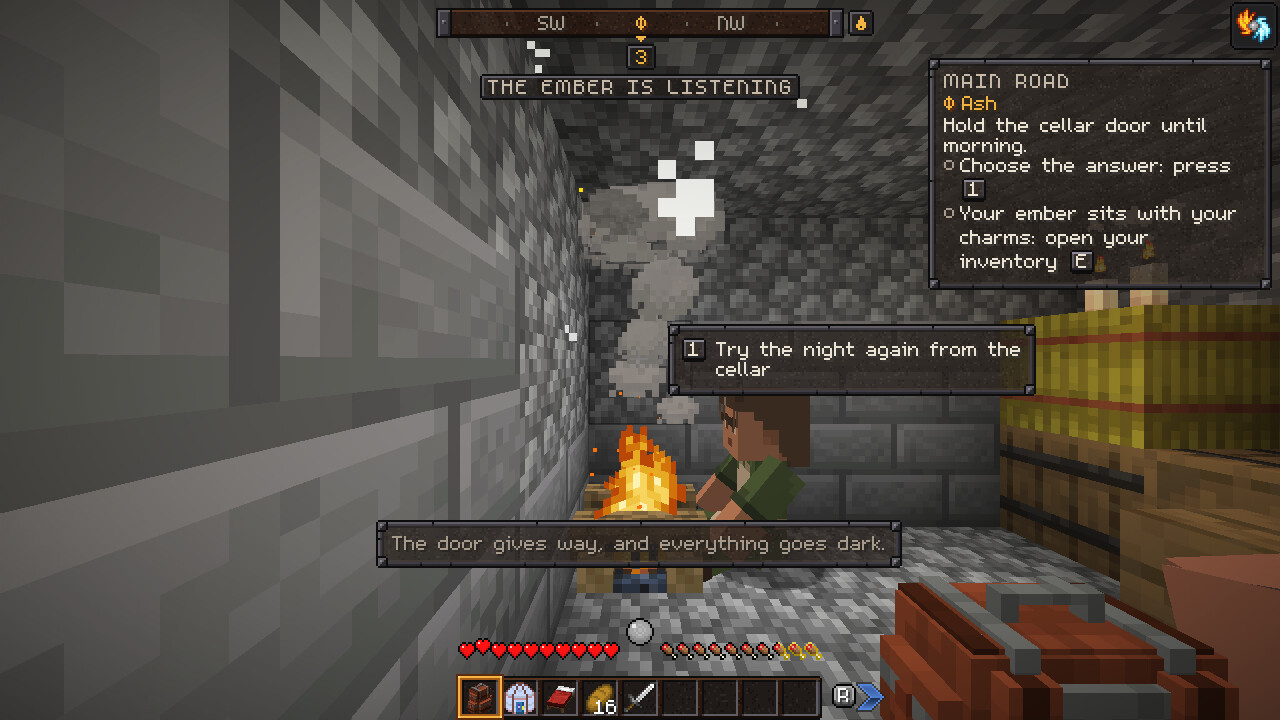 SW
NW
3
THE EMBER IS LISTENING
MAIN ROAD
Ash
Hold the cellar door until
morning.
Choose the answer: press
1
Your ember sits with your
charms: open your
inventory E
1 Try the night again from the
cellar
The door gives way, and everything goes dark.
16
R